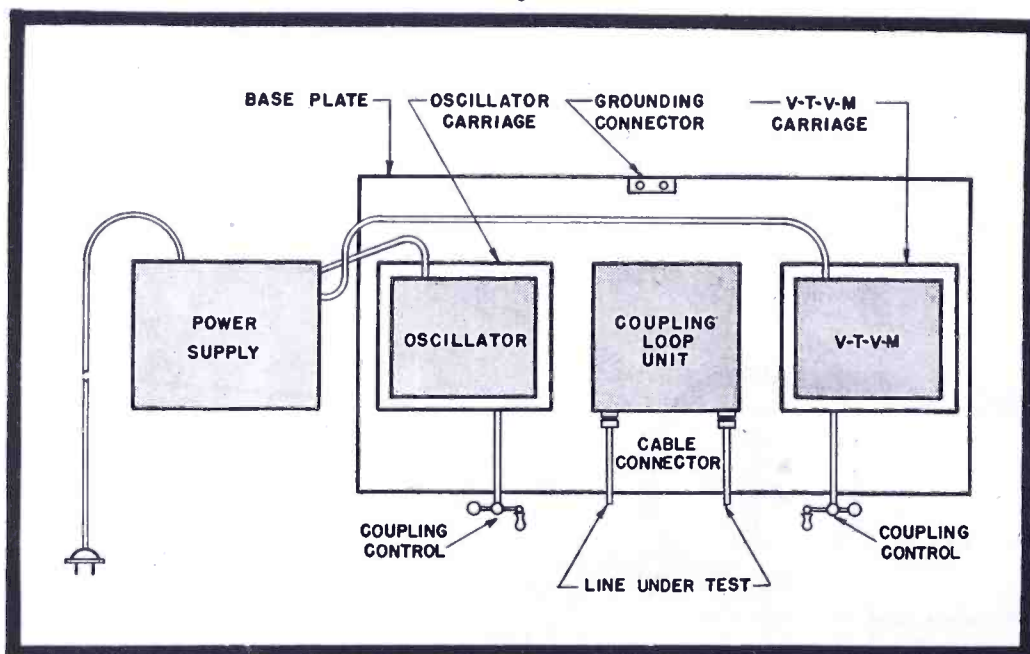 BASE PLATE
OSCILLATOR
CARRIAGE
GROUNDING
CONNECTOR
V-T-V-M
CARRIAGE
POWER
SUPPLY
OSCILLATOR
COUPLING
LOOP
UNIT
V-T-V-M
CABLE
CONNECTOR
COUPLING
CONTROL
COUPLING
CONTROL
LINE UNDER TEST